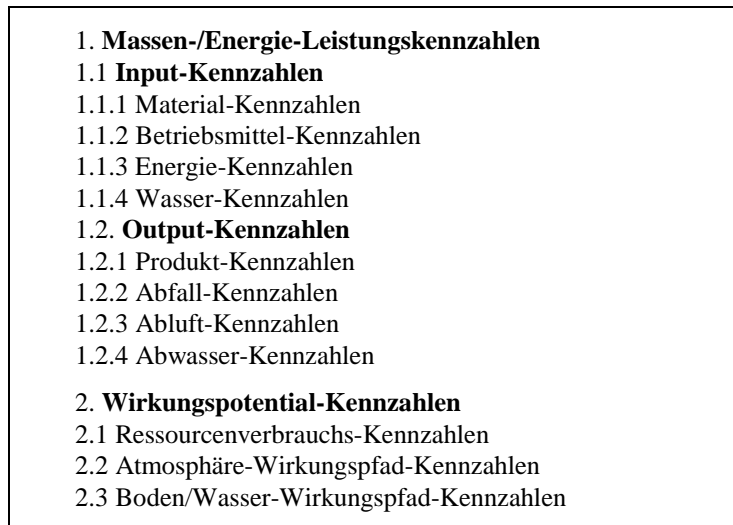 1. Massen-/Energie-Leistungskennzahlen
1.1 Input-Kennzahlen
1.1.1 Material-Kennzahlen
1.1.2 Betriebsmittel-Kennzahlen
1.1.3 Energie-Kennzahlen
1.1.4 Wasser-Kennzahlen
1.2. Output-Kennzahlen
1.2.1 Produkt-Kennzahlen
1.2.2 Abfall-Kennzahlen
1.2.3 Abluft-Kennzahlen
1.2.4 Abwasser-Kennzahlen
2. Wirkungspotential-Kennzahlen
2.1 Ressourcenverbrauchs-Kennzahlen
2.2 Atmosphäre-Wirkungspfad-Kennzahlen
2.3 Boden/Wasser-Wirkungspfad-Kennzahlen